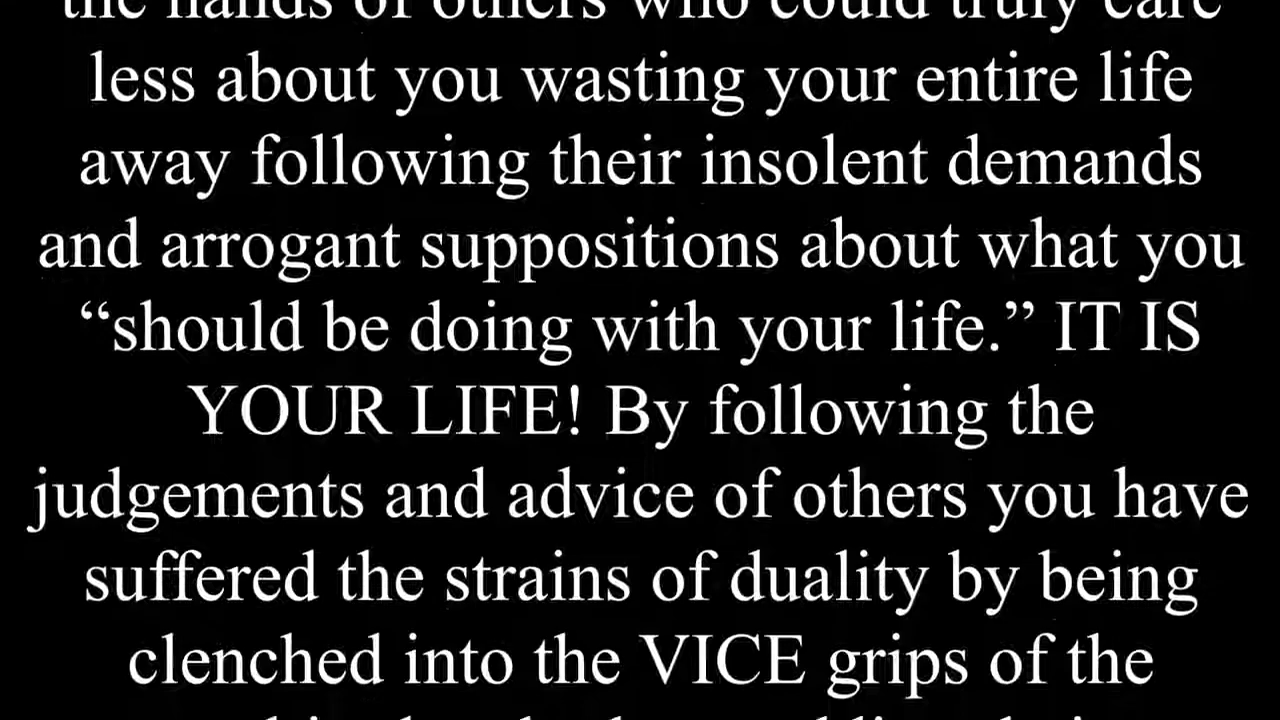 the hands of others who could truly care
less about you wasting your entire life
away following their insolent demands
and arrogant suppositions about what you
“should be doing with your life.” IT IS
YOUR LIFE! By following the
judgements and advice of others you have
suffered the strains of duality by being
clenched into the VICE grips of the